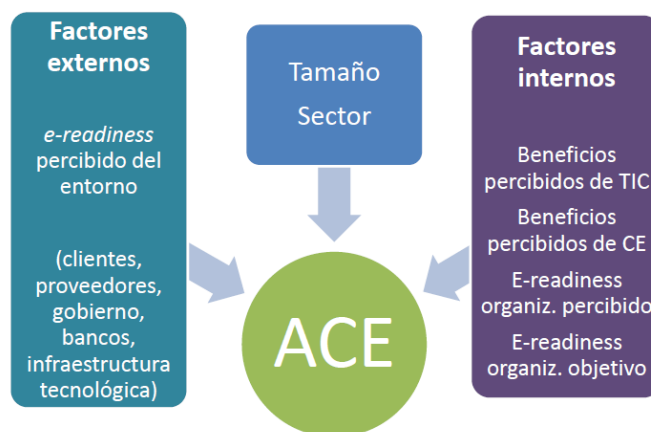 Factores
externos
e-readiness
percibido del
entorno
(clientes,
proveedores,
gobierno,
bancos,
infraestructura
tecnológica)
Tamaño
Sector
ACE
Factores
internos
Beneficios
percibidos de TIC
Beneficios
percibidos de CE
E-readiness
organiz. percibido
E-readiness
organiz. objetivo